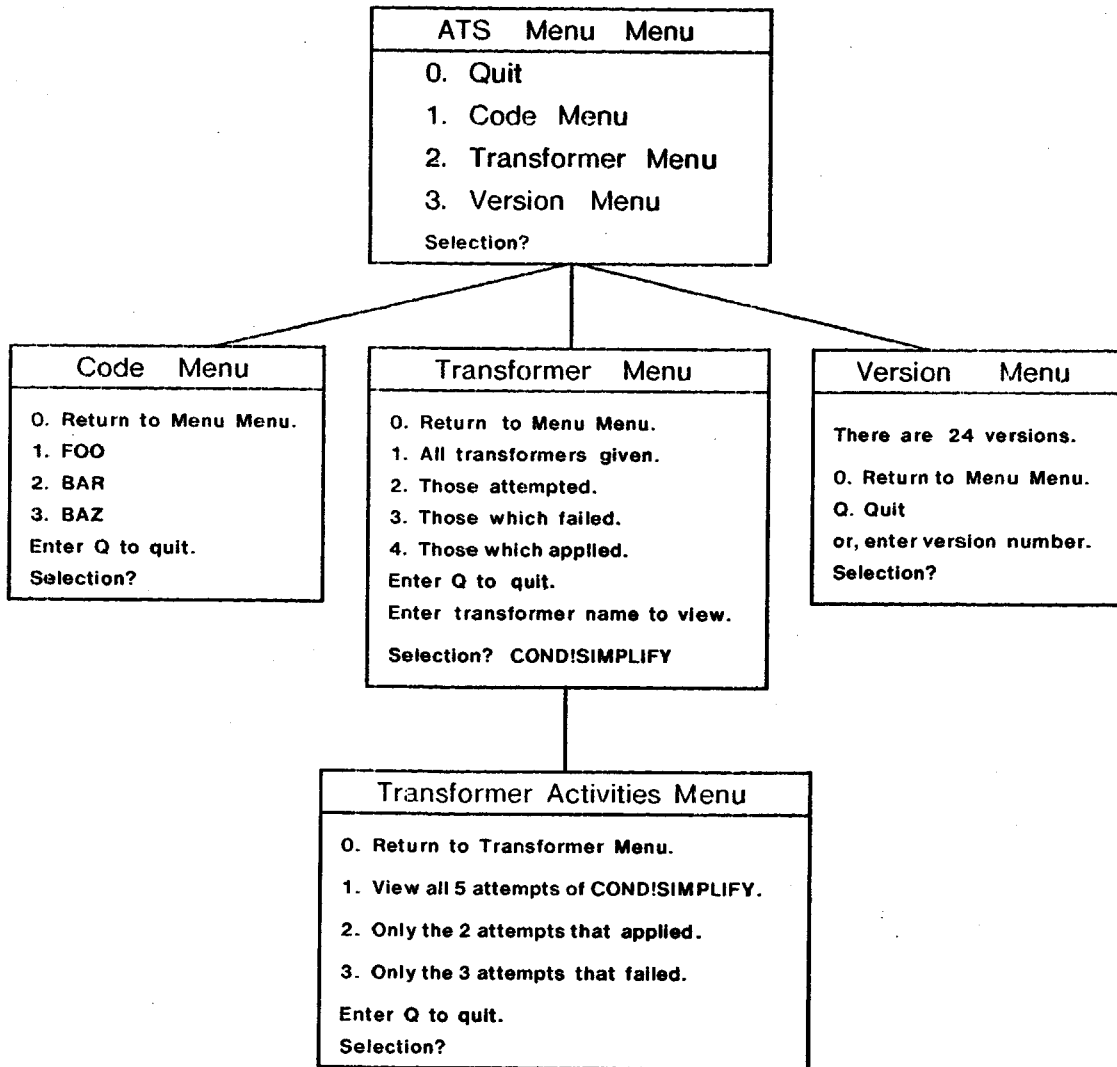 ATS Menu Menu
0. Quit
1. Code Menu
2. Transformer Menu
3. Version Menu
Selection?
Code Menu
0. Return to Menu Menu.
1. FOO
2. BAR
3. BAZ
Enter Q to quit.
Selection?
Transformer Menu
0. Return to Menu Menu.
1. All transformers given.
2. Those attempted.
3. Those which failed.
4. Those which applied.
Enter Q to quit.
Enter transformer name to view.
Selection? COND!SIMPLIFY
Version Menu
There are 24 versions.
0. Return to Menu Menu.
Q. Quit
or, enter version number.
Selection?
Transformer Activities Menu
0. Return to Transformer Menu.
1. View all 5 attempts of COND!SIMPLIFY.
2. Only the 2 attempts that applied.
3. Only the 3 attempts that failed.
Enter Q to quit.
Selection?